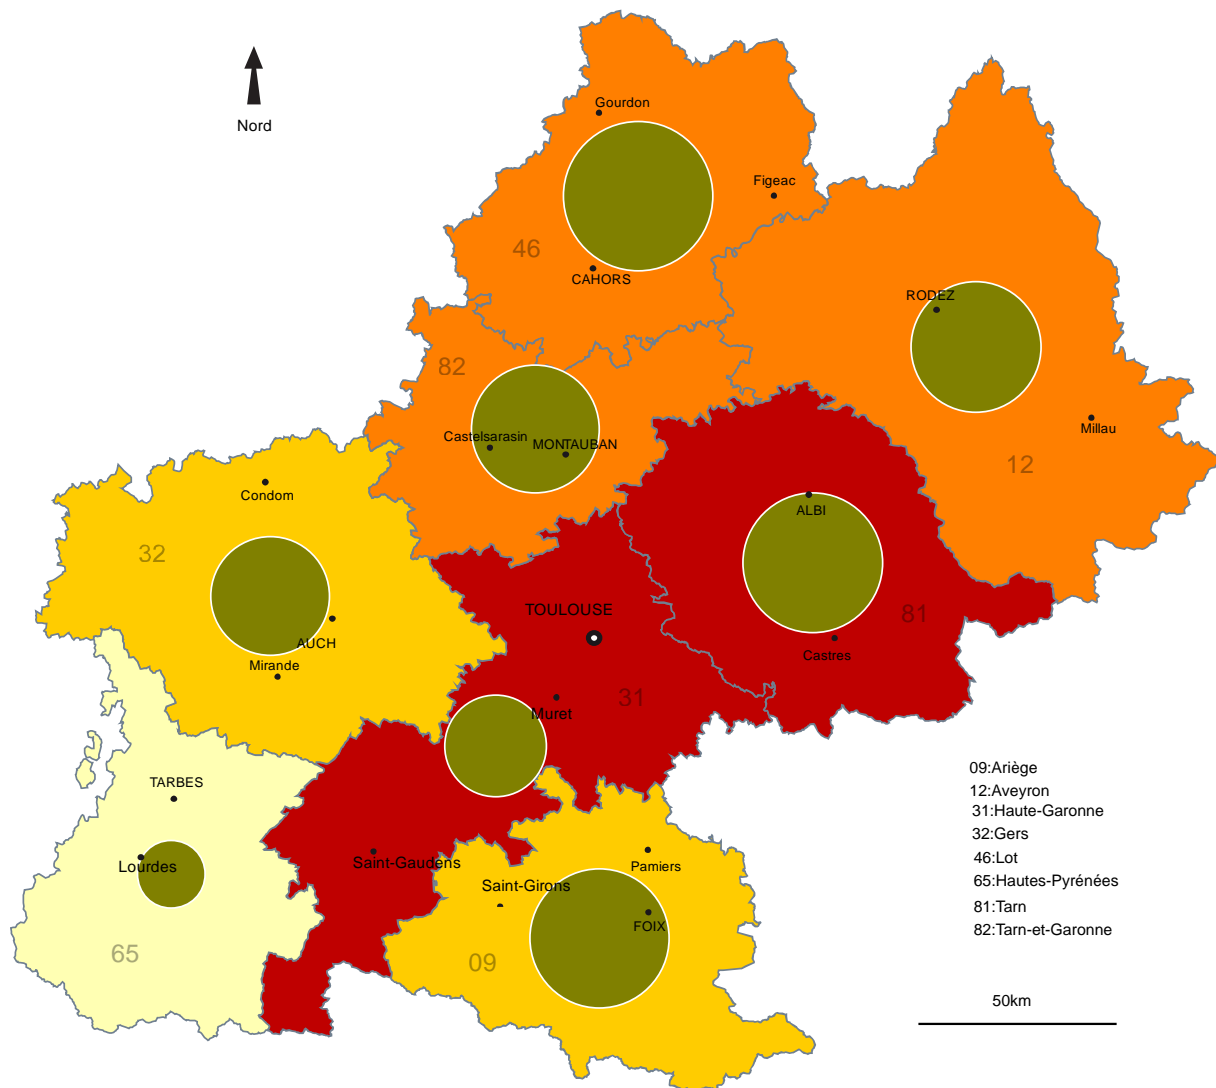 Gourdon
Nord
Figeac
46
CAHORS
RODEZ
82
Millau
Castelsarasin
MONTAUBAN
12
Condom
ALBI
32
TOULOUSE
81
AUCH
Castres
Mirande
31
Muret
TARBES
09:Ariège
12:Aveyron
31:Haute-Garonne
32:Gers
46:Lot
65:Hautes-Pyrénées
81:Tarn
82:Tarn-et-Garonne
Lourdes
Saint-Gaudens
Pamiers
Saint-Girons
FOIX
65
09
50km